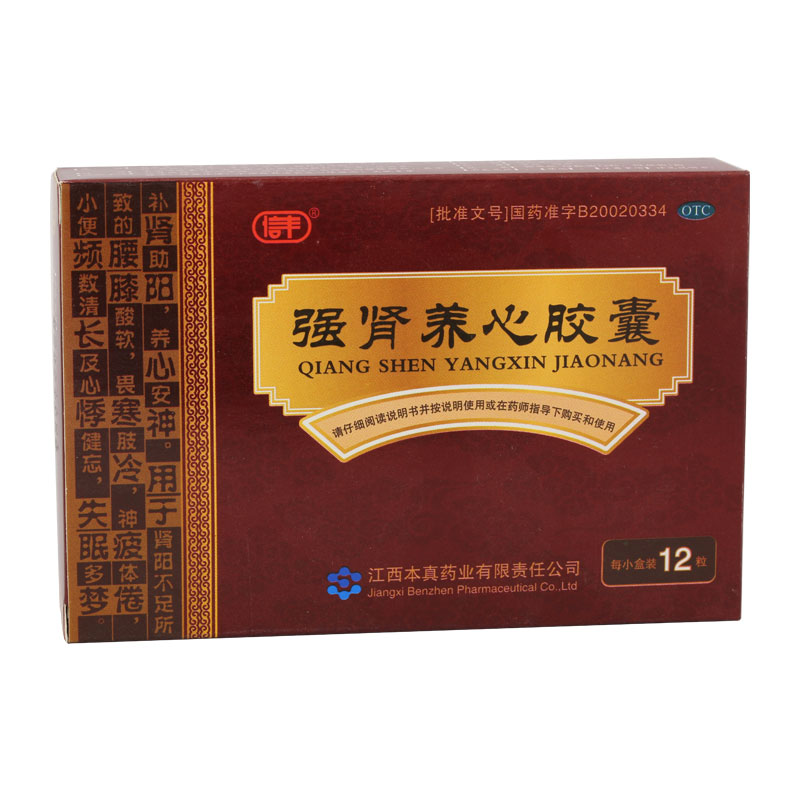 信丰®
[批准文号]国药准字B20020334
OTC
强肾养心胶囊
QIANG SHEN YANGXIN JIAONANG
请仔细阅读说明书并按说明使用或在药师指导下购买和使用
补肾助阳，养心安神。用于肾阳不足所
致的腰膝酸软，畏寒肢冷，神疲体倦，
小便频数清长及心悸健忘，失眠多梦。
江西本真药业有限责任公司
Jiangxi Benzhen Pharmaceutical Co.,Ltd
每小盒装12粒